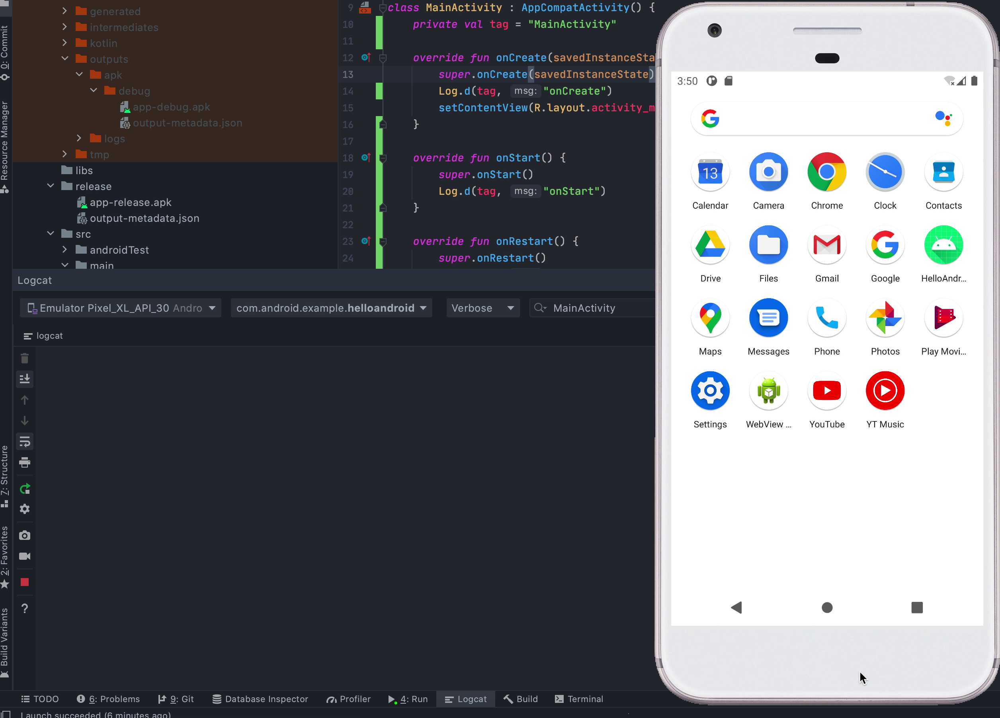 0: Commit
Resource Manager
7: Structure
2: Favorites
Build Variants
generated
intermediates
kotlin
outputs
apk
debug
app-debug.apk
output-metadata.json
logs
tmp
libs
release
app-release.apk
output-metadata.json
src
androidTest
main
9 class MainActivity : AppCompatActivity() {
10 private val tag = "MainActivity"
11
12 override fun onCreate(savedInstanceSta
13 super.onCreate(savedInstanceState)
14 Log.d(tag, msg: "onCreate")
15 setContentView(R.layout.activity_m
16 }
17
18 override fun onStart() {
19 super.onStart()
20 Log.d(tag, msg: "onStart")
21 }
22
23 override fun onRestart() {
24 super.onRestart()
Logcat
Emulator Pixel_XL_API_30 Andro com.android.example.helloandroid Verbose MainActivity
logcat
?
TODO 6: Problems 9: Git Database Inspector Profiler 4: Run Logcat Build Terminal
Launch succeeded (6 minutes ago)
3:50
13
Calendar Camera Chrome Clock Contacts
Drive Files Gmail Google HelloAndr...
Maps Messages Phone Photos Play Movi...
Settings WebView ... YouTube YT Music